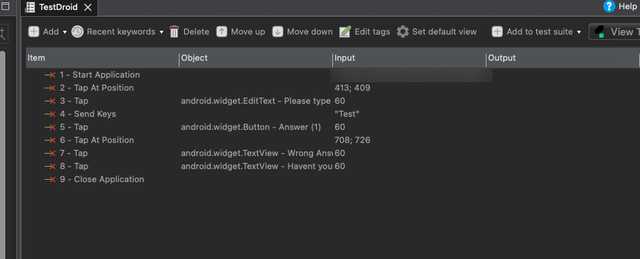 TestDroid
Help
Add Recent keywords Delete Move up Move down Edit tags Set default view Add to test suite View T
Item Object Input Output
1 - Start Application
2 - Tap At Position 413; 409
3 - Tap android.widget.EditText - Please type 60
4 - Send Keys "Test"
5 - Tap android.widget.Button - Answer (1) 60
6 - Tap At Position 708; 726
7 - Tap android.widget.TextView - Wrong Ans 60
8 - Tap android.widget.TextView - Havent you 60
9 - Close Application